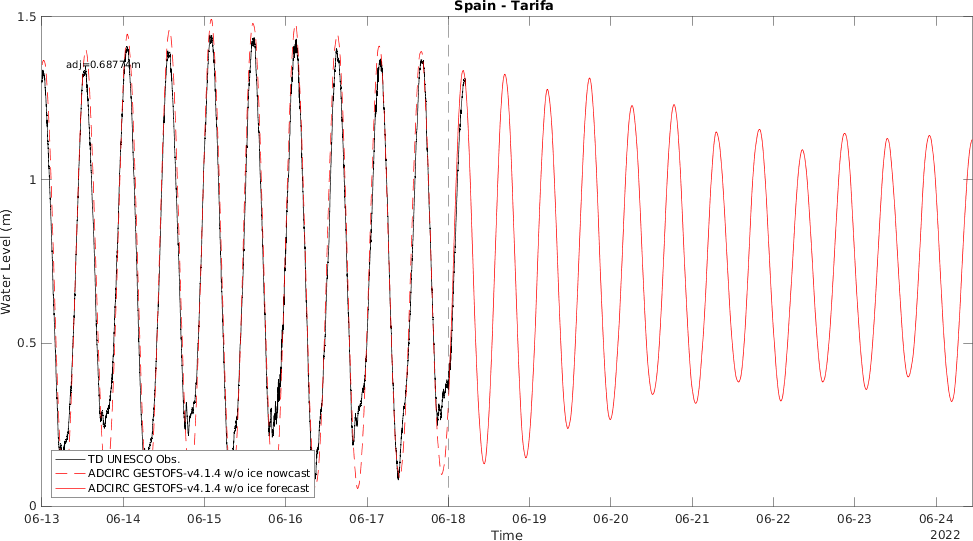 Spain - Tarifa
1.5
adj=0.68774m
1
Water Level (m)
0.5
TD UNESCO Obs.
ADCIRC GESTOFS-v4.1.4 w/o ice nowcast
ADCIRC GESTOFS-v4.1.4 w/o ice forecast
0
06-13 06-14 06-15 06-16 06-17 06-18 06-19 06-20 06-21 06-22 06-23 06-24
Time 2022